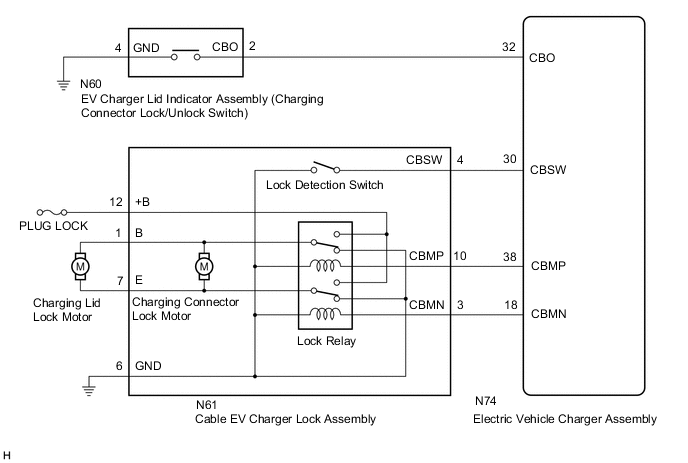 4 GND CBO 2 32 CBO
N60
EV Charger Lid Indicator Assembly (Charging
Connector Lock/Unlock Switch)
CBSW 4 30 CBSW
Lock Detection Switch
12 +B
PLUG LOCK
1 B
M M
CBMP 10 38 CBMP
7 E
Charging Lid
Lock Motor
Charging Connector
Lock Motor
CBMN 3 18 CBMN
Lock Relay
6 GND
N61
Cable EV Charger Lock Assembly
N74
Electric Vehicle Charger Assembly
H